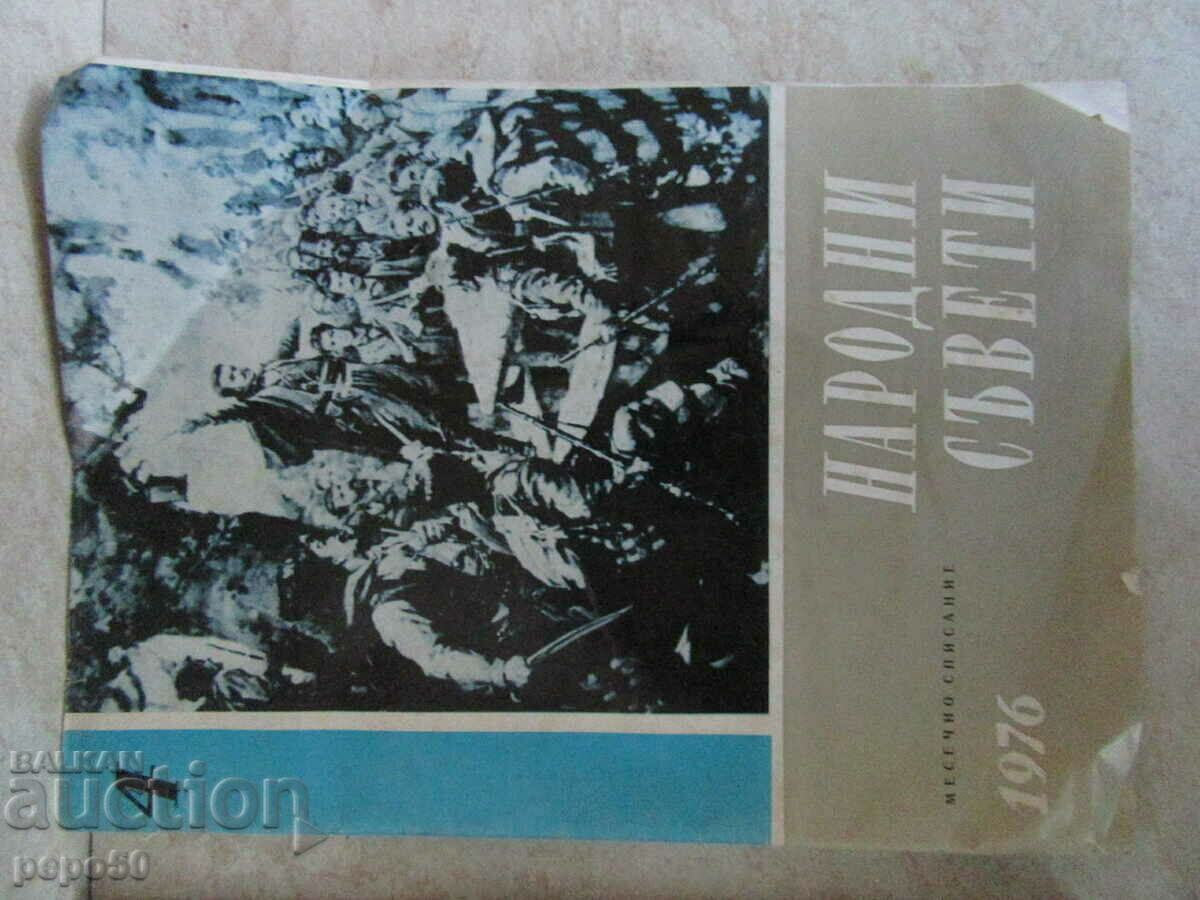 НАРОДНИ
СЪВЕТИ
МЕСЕЧНО СПИСАНИЕ
1976
4
BALKAN
auction
pepo50